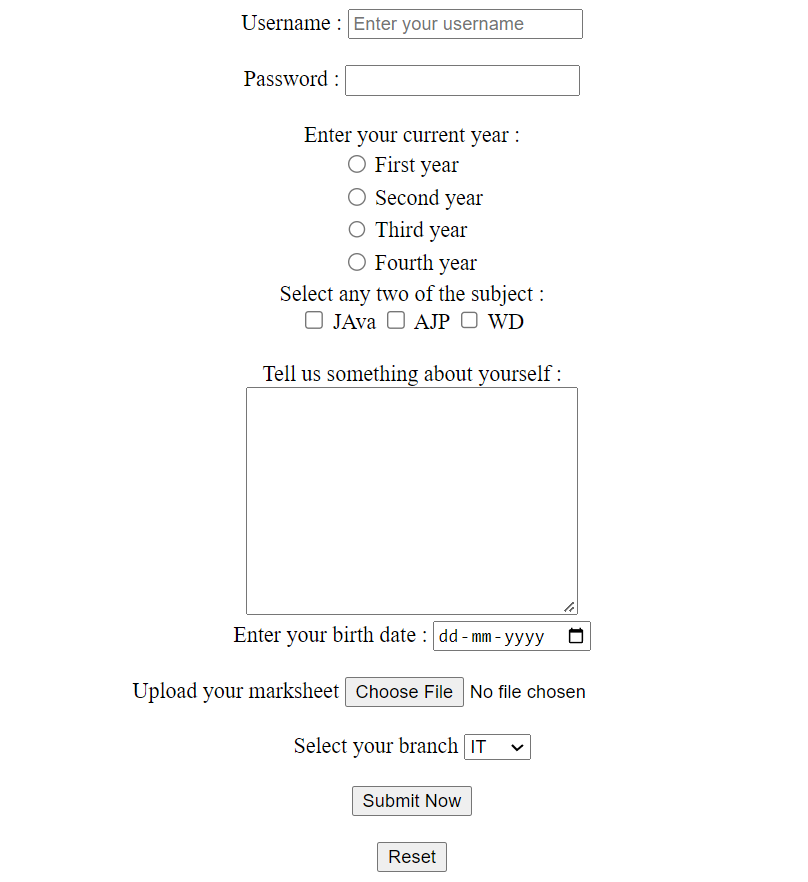 Username : Enter your username
Password :
Enter your current year :
First year
Second year
Third year
Fourth year
Select any two of the subject :
JAva AJP WD
Tell us something about yourself :
Enter your birth date : dd-mm-yyyy
Upload your marksheet Choose File No file chosen
Select your branch IT
Submit Now
Reset